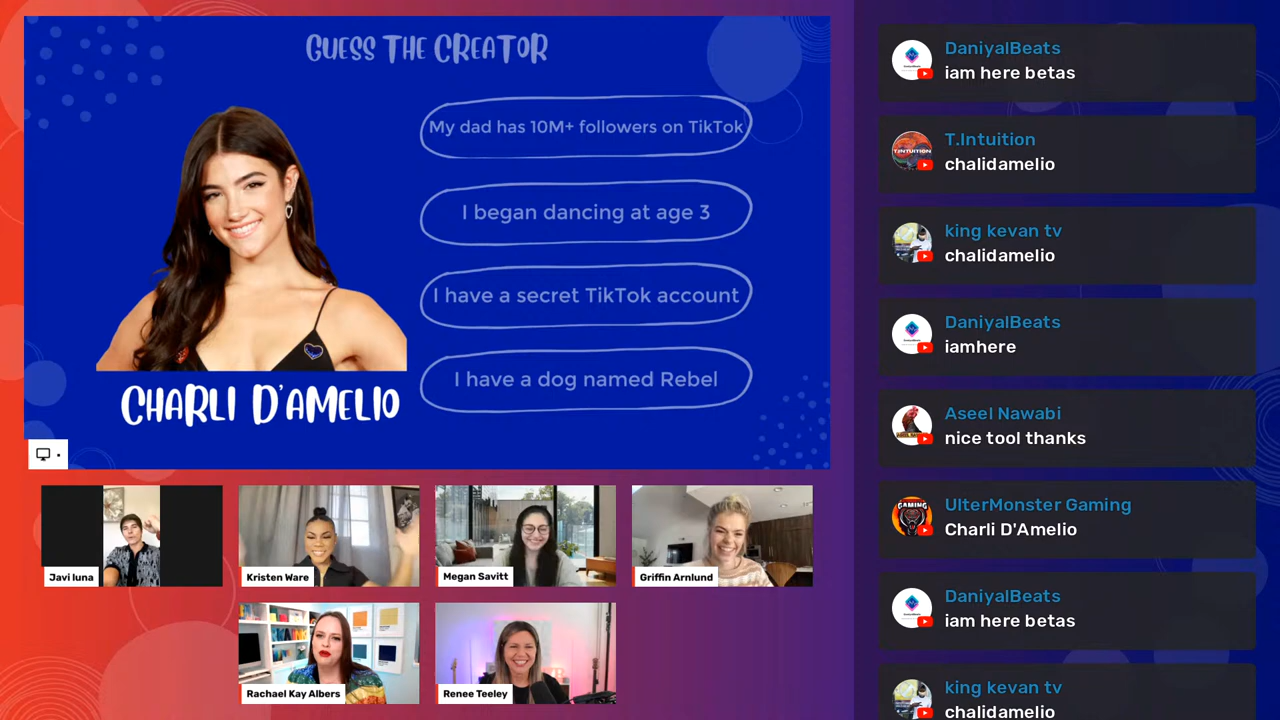 GUESS THE CREATOR
My dad has 10M+ followers on TikTok
I began dancing at age 3
I have a secret TikTok account
I have a dog named Rebel
CHARLI D'AMELIO
Javi luna
Kristen Ware
Megan Savitt
Griffin Arnlund
Rachael Kay Albers
Renee Teeley
DaniyalBeats
iam here betas
T.Intuition
chalidamelio
king kevan tv
chalidamelio
DaniyalBeats
iamhere
Aseel Nawabi
nice tool thanks
UlterMonster Gaming
Charli D'Amelio
DaniyalBeats
iam here betas
king kevan tv
chalidamelio